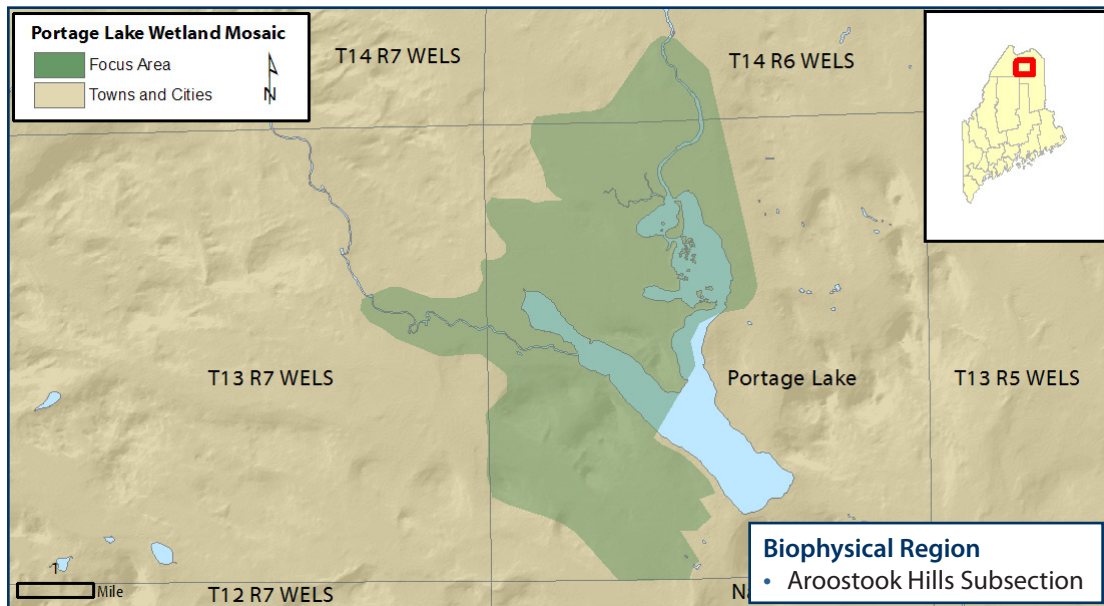 Portage Lake Wetland Mosaic
Focus Area
Towns and Cities
N
T14 R7 WELS
T14 R6 WELS
T13 R7 WELS
Portage Lake
T13 R5 WELS
Biophysical Region
• Aroostook Hills Subsection
1
Mile
T12 R7 WELS